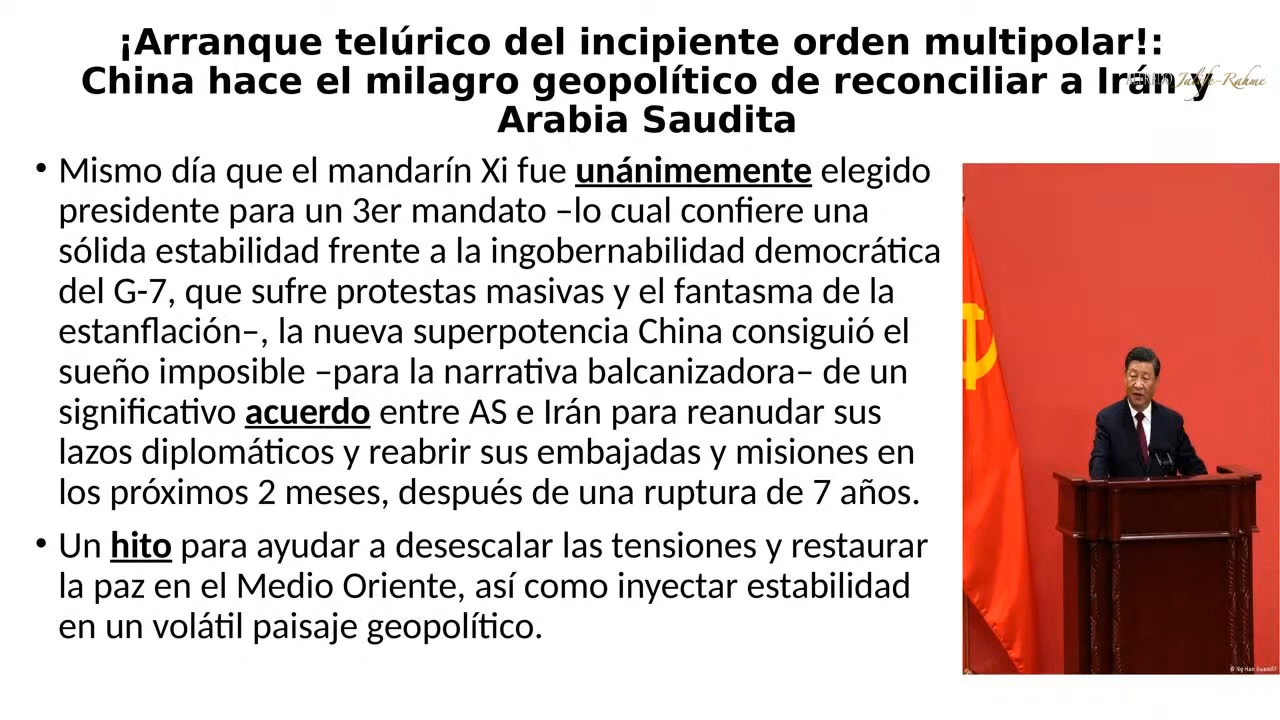 ¡Arranque telúrico del incipiente orden multipolar!:
China hace el milagro geopolítico de reconciliar a Irán y
Arabia Saudita
Jalife-Rahme
• Mismo día que el mandarín Xi fue unánimemente elegido
presidente para un 3er mandato –lo cual confiere una
sólida estabilidad frente a la ingobernabilidad democrática
del G-7, que sufre protestas masivas y el fantasma de la
estanflación–, la nueva superpotencia China consiguió el
sueño imposible –para la narrativa balcanizadora– de un
significativo acuerdo entre AS e Irán para reanudar sus
lazos diplomáticos y reabrir sus embajadas y misiones en
los próximos 2 meses, después de una ruptura de 7 años.
• Un hito para ayudar a desescalar las tensiones y restaurar
la paz en el Medio Oriente, así como inyectar estabilidad
en un volátil paisaje geopolítico.
© Ng Han Guan/AP